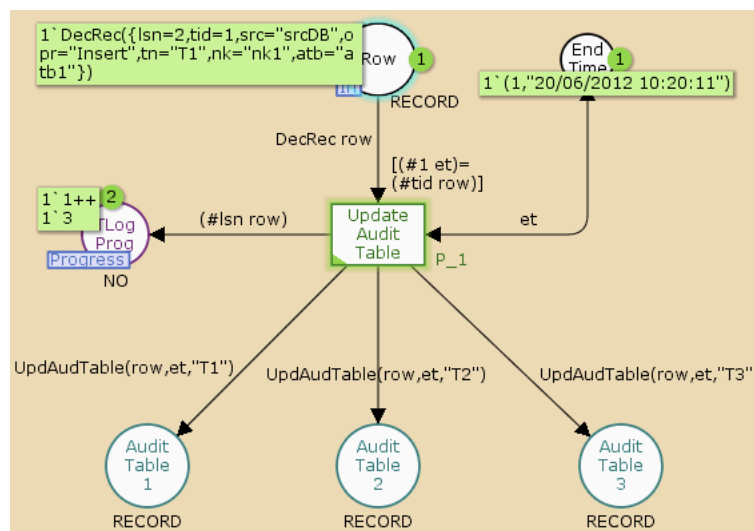 1`DecRec({lsn=2,tid=1,src="srcDB",o
pr="Insert",tn="T1",nk="nk1",atb="a
tb1"})
Row
1
In
RECORD
End
Time
1
1`(1,"20/06/2012 10:20:11")
DecRec row
[(#1 et)=
(#tid row)]
1`1++
1`3
2
TLog
Prog
Progress
NO
(#lsn row)
Update
Audit
Table
P_1
et
UpdAudTable(row,et,"T1")
UpdAudTable(row,et,"T2")
UpdAudTable(row,et,"T3"
Audit
Table
1
RECORD
Audit
Table
2
RECORD
Audit
Table
3
RECORD